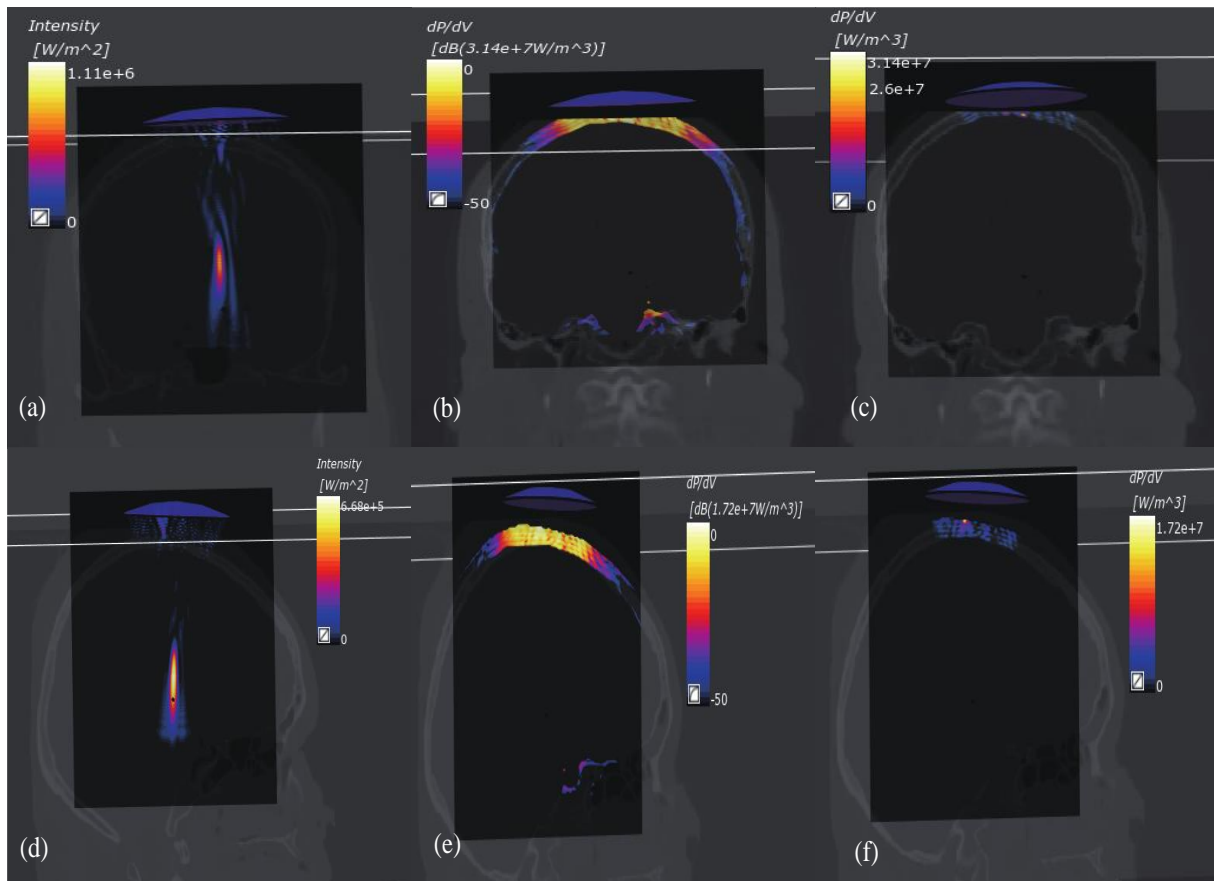 Intensity
[W/m^2]
1.11e+6
0
(a)
dP/dV
[dB(3.14e+7W/m^3)]
0
-50
(b)
dP/dV
[W/m^3]
3.14e+7
2.6e+7
0
(c)
Intensity
[W/m^2]
6.68e+5
0
(d)
dP/dV
[dB(1.72e+7W/m^3)]
0
-50
(e)
dP/dV
[W/m^3]
1.72e+7
0
(f)